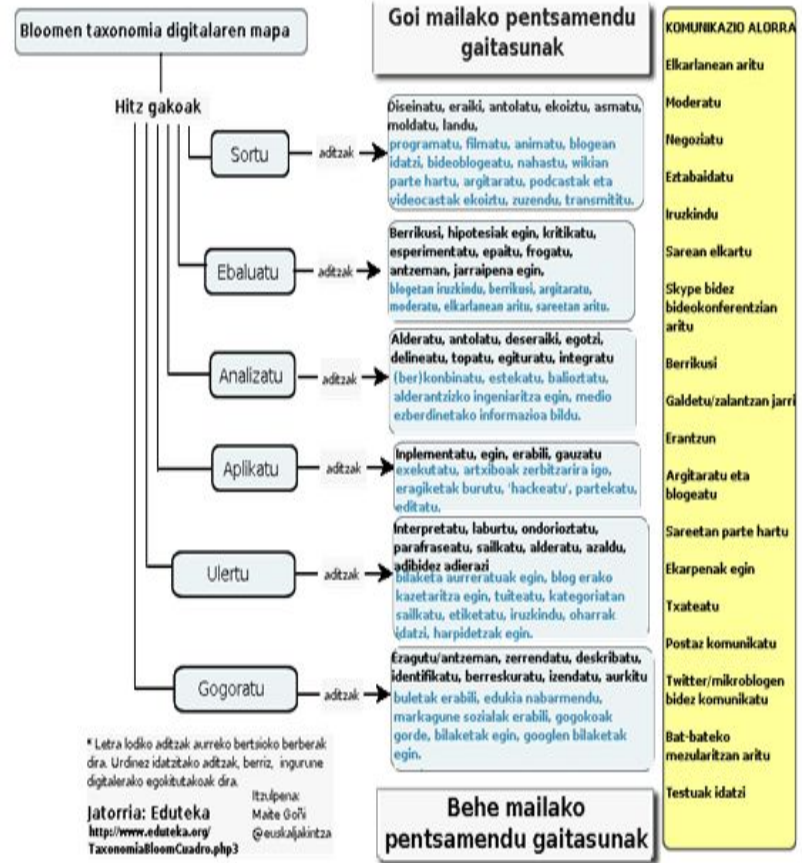 Bloomen taxonomia digitalaren mapa
Goi mailako pentsamendu
gaitasunak
Hitz gakoak
Sortu
aditzak
Diseinatu, eraiki, antolatu, ekoiztu, asmatu,
moldatu, landu,
programatu, filmatu, animatu, blogean
idatzi, bideoblogeatu, nahastu, wikian
parte hartu, argitaratu, podcastak eta
videocastak ekoiztu, zuzendu, transmititu.
Ebaluatu
aditzak
Berrikusi, hipotesiak egin, kritikatu,
esperimentatu, epaitu, frogatu,
antzeman, jarraipena egin,
blogetan iruzkindu, berrikusi, argitaratu,
moderatu, elkarlanean aritu, sareetan aritu.
Analizatu
aditzak
Alderatu, antolatu, deseraiki, egotzi,
delineatu, topatu, egituratu, integratu
(ber)konbinatu, estekatu, balioztatu,
alderantzizko ingeniaritza egin, medio
ezberdinetako informazioa bildu.
Aplikatu
aditzak
Inplementatu, egin, erabili, gauzatu
exekutatu, artxiboak zerbitzarira igo,
eragiketak burutu, 'hackeatu', partekatu,
editatu.
Ulertu
aditzak
Interpretatu, laburtu, ondorioztatu,
parafraseatu, sailkatu, alderatu, azaldu,
adibidez adierazi
bilaketa aurreratuak egin, blog erako
kazetaritza egin, tuiteatu, kategoriatan
sailkatu, etiketatu, iruzkindu, oharrak
idatzi, harpidetzak egin.
Gogoratu
aditzak
Ezagutu/antzeman, zerrendatu, deskribatu,
identifikatu, berreskuratu, izendatu, aurkitu
buletak erabili, edukia nabarmendu,
markagune sozialak erabili, gogokoak
gorde, bilaketak egin, googlen bilaketak
egin.
Behe mailako
pentsamendu gaitasunak
* Letra lodiko aditzak aurreko bertsioko berberak
dira. Urdinez idatzitako aditzak, berriz, ingurune
digitalerako egokitutakoak dira.
Jatorria: Eduteka
http://www.eduteka.org/
TaxonomiaBloomCuadro.php3
Itzulpena:
Maite Goñi
@euskaljakintza
KOMUNIKAZIO ALORRA
Elkarlanean aritu
Moderatu
Negoziatu
Eztabaidatu
Iruzkindu
Sarean elkartu
Skype bidez
bideokonferentzian
aritu
Berrikusi
Galdetu/zalantzan jarri
Erantzun
Argitaratu eta
blogeatu
Sareetan parte hartu
Ekarpenak egin
Txateatu
Postaz komunikatu
Twitter/mikroblogen
bidez komunikatu
Bat-bateko
mezularitzan aritu
Testuak idatzi